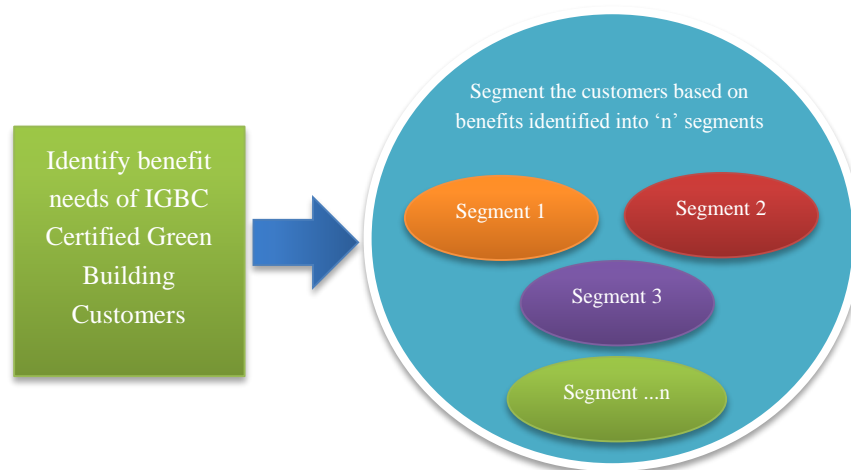 Identify benefit
needs of IGBC
Certified Green
Building
Customers
Segment the customers based on
benefits identified into ‘n’ segments
Segment 1
Segment 2
Segment 3
Segment ...n